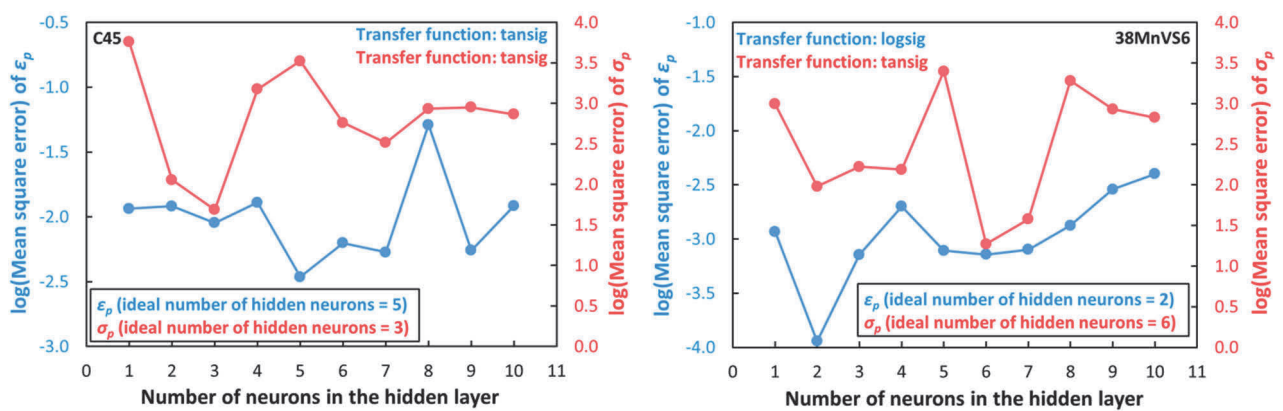 C45
Transfer function: tansig
Transfer function: tansig
log(Mean square error) of εp
-0.5
-1.0
-1.5
-2.0
-2.5
-3.0
4.0
3.5
3.0
2.5
2.0
1.5
1.0
0.5
0.0
log(Mean square error) of σp
εp (ideal number of hidden neurons = 5)
σp (ideal number of hidden neurons = 3)
0 1 2 3 4 5 6 7 8 9 10 11
Number of neurons in the hidden layer
Transfer function: logsig
Transfer function: tansig
38MnVS6
log(Mean square error) of εp
-1.0
-1.5
-2.0
-2.5
-3.0
-3.5
-4.0
4.0
3.5
3.0
2.5
2.0
1.5
1.0
0.5
0.0
log(Mean square error) of σp
εp (ideal number of hidden neurons = 2)
σp (ideal number of hidden neurons = 6)
0 1 2 3 4 5 6 7 8 9 10 11
Number of neurons in the hidden layer